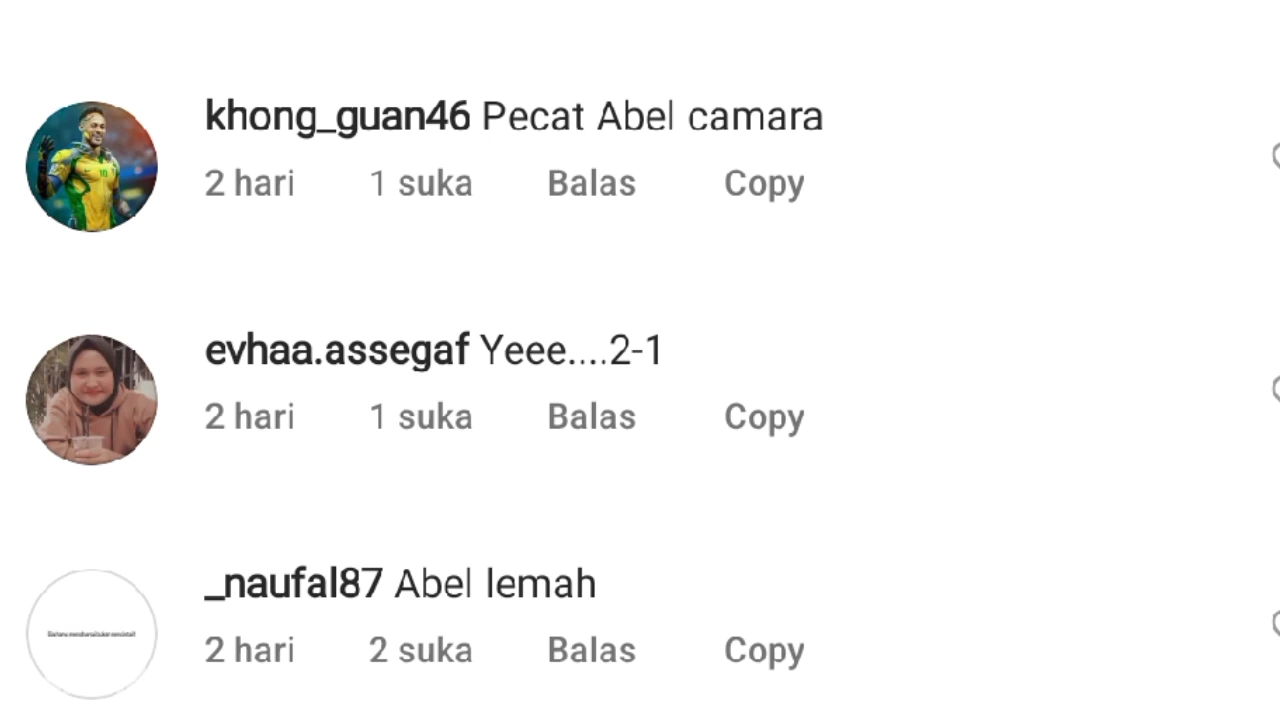 khong_guan46 Pecat Abel camara
2 hari 1 suka Balas Copy
evhaa.assegaf Yeee....2-1
2 hari 1 suka Balas Copy
_naufal87 Abel lemah
2 hari 2 suka Balas Copy